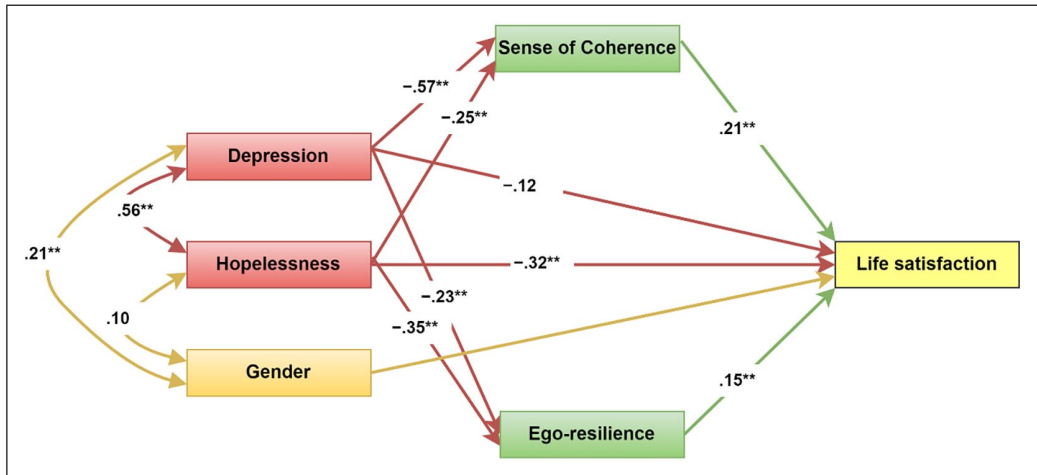 Sense of Coherence
−.57**
−.25**
.21**
Depression
−.12
.56**
.21**
Hopelessness
−.32**
Life satisfaction
−.23**
.10
−.35**
Gender
.15**
Ego-resilience